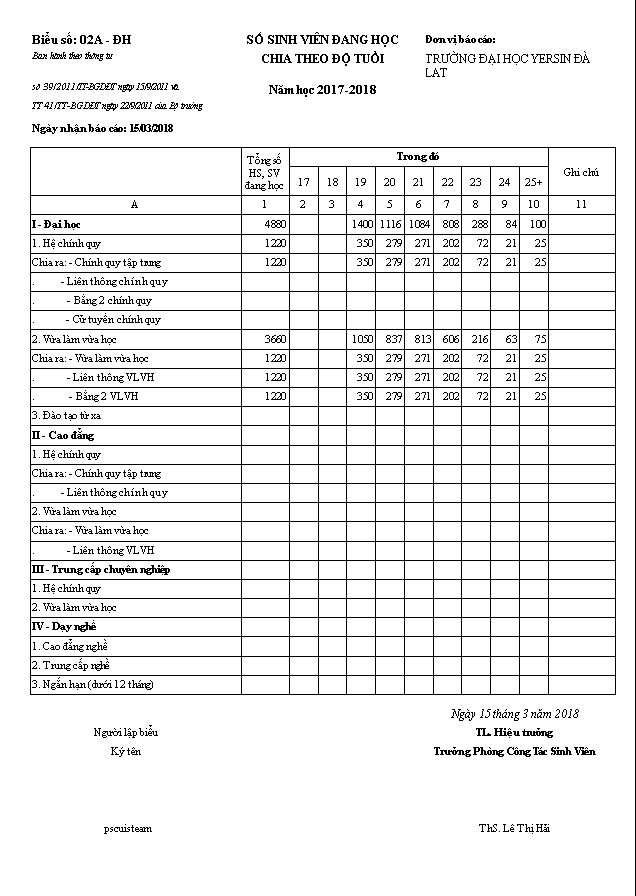 Biểu số: 02A - ĐH
Ban hành theo thông tư
số 39/2011/TT-BGDĐT ngày 15/9/2011 và
TT 41/TT-BGDĐT ngày 22/9/2011 của Bộ trưởng
Ngày nhận báo cáo: 15/03/2018
SỐ SINH VIÊN ĐANG HỌC
CHIA THEO ĐỘ TUỔI
Năm học 2017-2018
Đơn vị báo cáo:
TRƯỜNG ĐẠI HỌC YERSIN ĐÀ
LẠT
Tổng số HS, SV đang học Trong đó Ghi chú
17 18 19 20 21 22 23 24 25+
A 1 2 3 4 5 6 7 8 9 10 11
I - Đại học 4880 1400 1116 1084 808 288 84 100
1. Hệ chính quy 1220 350 279 271 202 72 21 25
Chia ra: - Chính quy tập trung 1220 350 279 271 202 72 21 25
. - Liên thông chính quy
. - Bằng 2 chính quy
. - Cử tuyển chính quy
2. Vừa làm vừa học 3660 1050 837 813 606 216 63 75
Chia ra: - Vừa làm vừa học 1220 350 279 271 202 72 21 25
. - Liên thông VLVH 1220 350 279 271 202 72 21 25
. - Bằng 2 VLVH 1220 350 279 271 202 72 21 25
3. Đào tạo từ xa
II - Cao đẳng
1. Hệ chính quy
Chia ra: - Chính quy tập trung
. - Liên thông chính quy
2. Vừa làm vừa học
Chia ra: - Vừa làm vừa học
. - Liên thông VLVH
III - Trung cấp chuyên nghiệp
1. Hệ chính quy
2. Vừa làm vừa học
IV - Dạy nghề
1. Cao đẳng nghề
2. Trung cấp nghề
3. Ngắn hạn (dưới 12 tháng)
Ngày 15 tháng 3 năm 2018
Người lập biểu
Ký tên
pscuisteam
TL. Hiệu trưởng
Trưởng Phòng Công Tác Sinh Viên
ThS. Lê Thị Hải